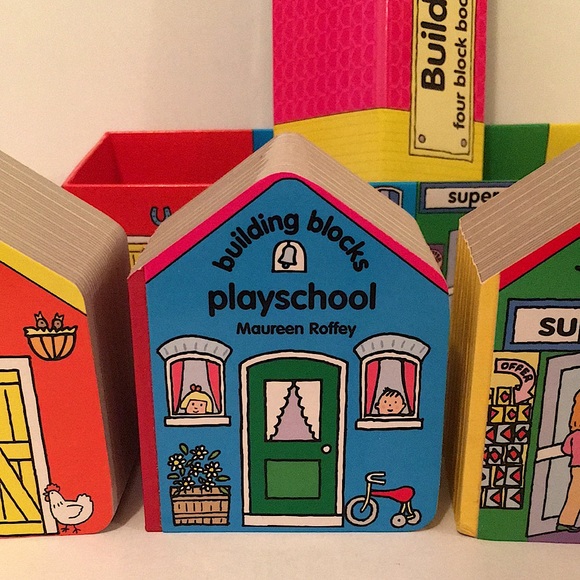 Build
four block boo
super
building blocks
playschool
Maureen Roffey
su
OFFER